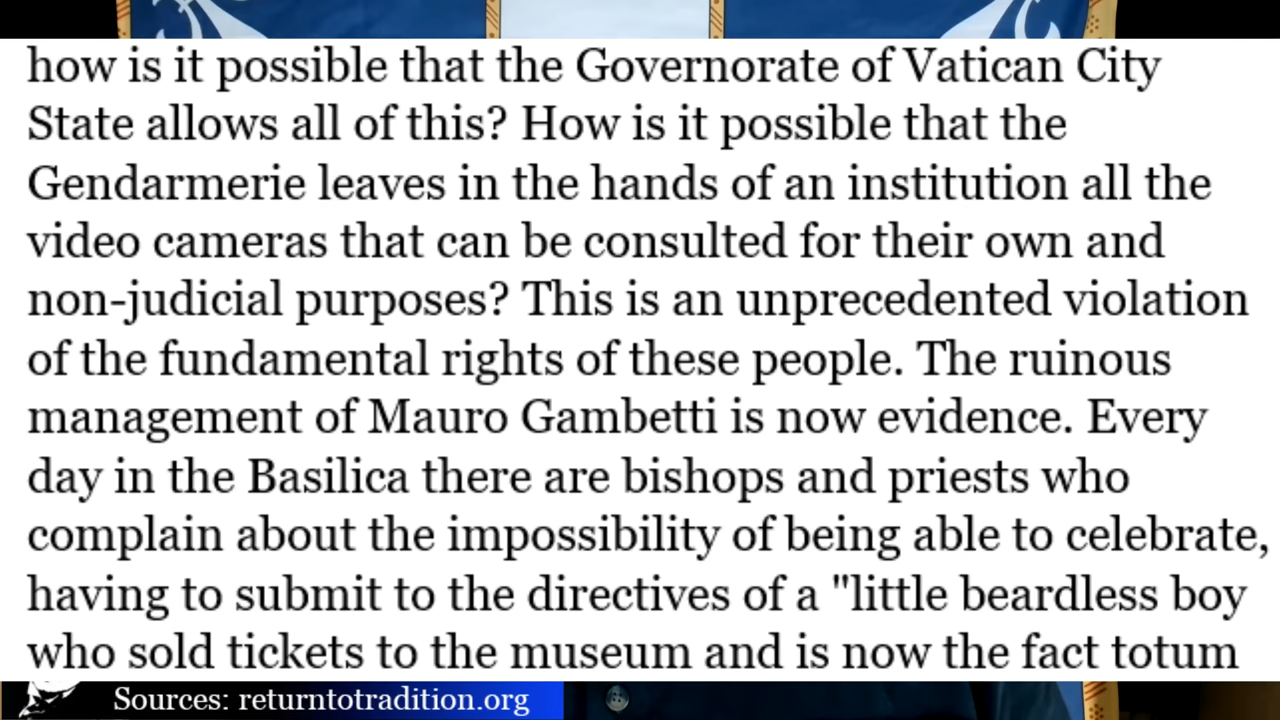 how is it possible that the Governorate of Vatican City
State allows all of this? How is it possible that the
Gendarmerie leaves in the hands of an institution all the
video cameras that can be consulted for their own and
non-judicial purposes? This is an unprecedented violation
of the fundamental rights of these people. The ruinous
management of Mauro Gambetti is now evidence. Every
day in the Basilica there are bishops and priests who
complain about the impossibility of being able to celebrate,
having to submit to the directives of a "little beardless boy
who sold tickets to the museum and is now the fact totum
Sources: returntotradition.org